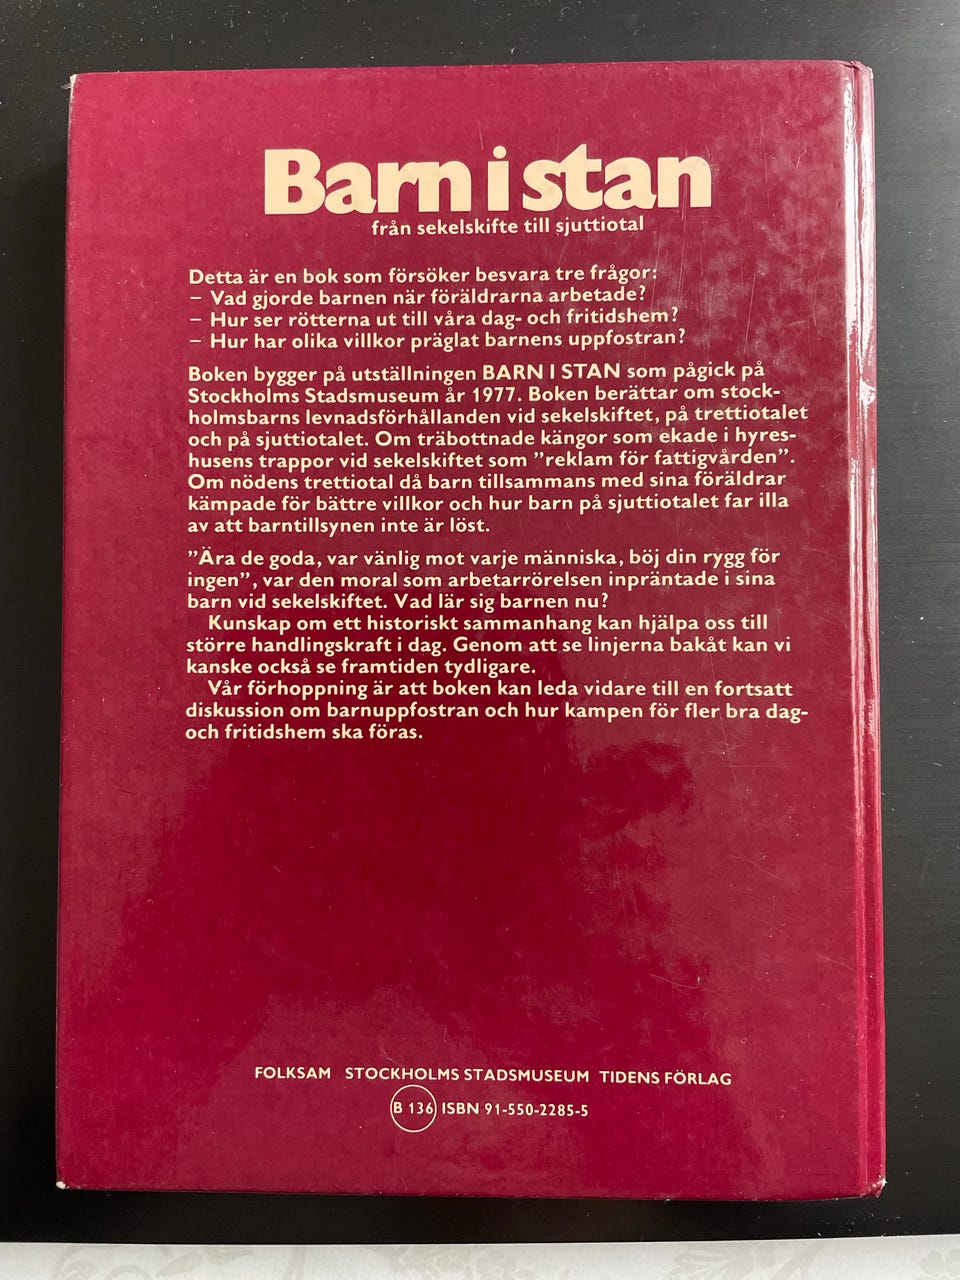 Barn i stan
från sekelskifte till sjuttiotal
Detta är en bok som försöker besvara tre frågor:
– Vad gjorde barnen när föräldrarna arbetade?
– Hur ser rötterna ut till våra dag- och fritidshem?
– Hur har olika villkor präglat barnens uppfostran?
Boken bygger på utställningen BARN I STAN som pågick på
Stockholms Stadsmuseum år 1977. Boken berättar om stock-
holmsbarns levnadsförhållanden vid sekelskiftet, på trettiotalet
och på sjuttiotalet. Om träbottnade kängor som ekade i hyres-
husens trappor vid sekelskiftet som ”reklam för fattigvården”.
Om nödens trettiotal då barn tillsammans med sina föräldrar
kämpade för bättre villkor och hur barn på sjuttiotalet far illa
av att barntillsynen inte är löst.
”Ära de goda, var vänlig mot varje människa, böj din rygg för
ingen”, var den moral som arbetarrörelsen inpräntade i sina
barn vid sekelskiftet. Vad lär sig barnen nu?
Kunskap om ett historiskt sammanhang kan hjälpa oss till
större handlingskraft i dag. Genom att se linjerna bakåt kan vi
kanske också se framtiden tydligare.
Vår förhoppning är att boken kan leda vidare till en fortsatt
diskussion om barnuppfostran och hur kampen för fler bra dag-
och fritidshem ska föras.
FOLKSAM STOCKHOLMS STADSMUSEUM TIDENS FÖRLAG
B 136 ISBN 91-550-2285-5